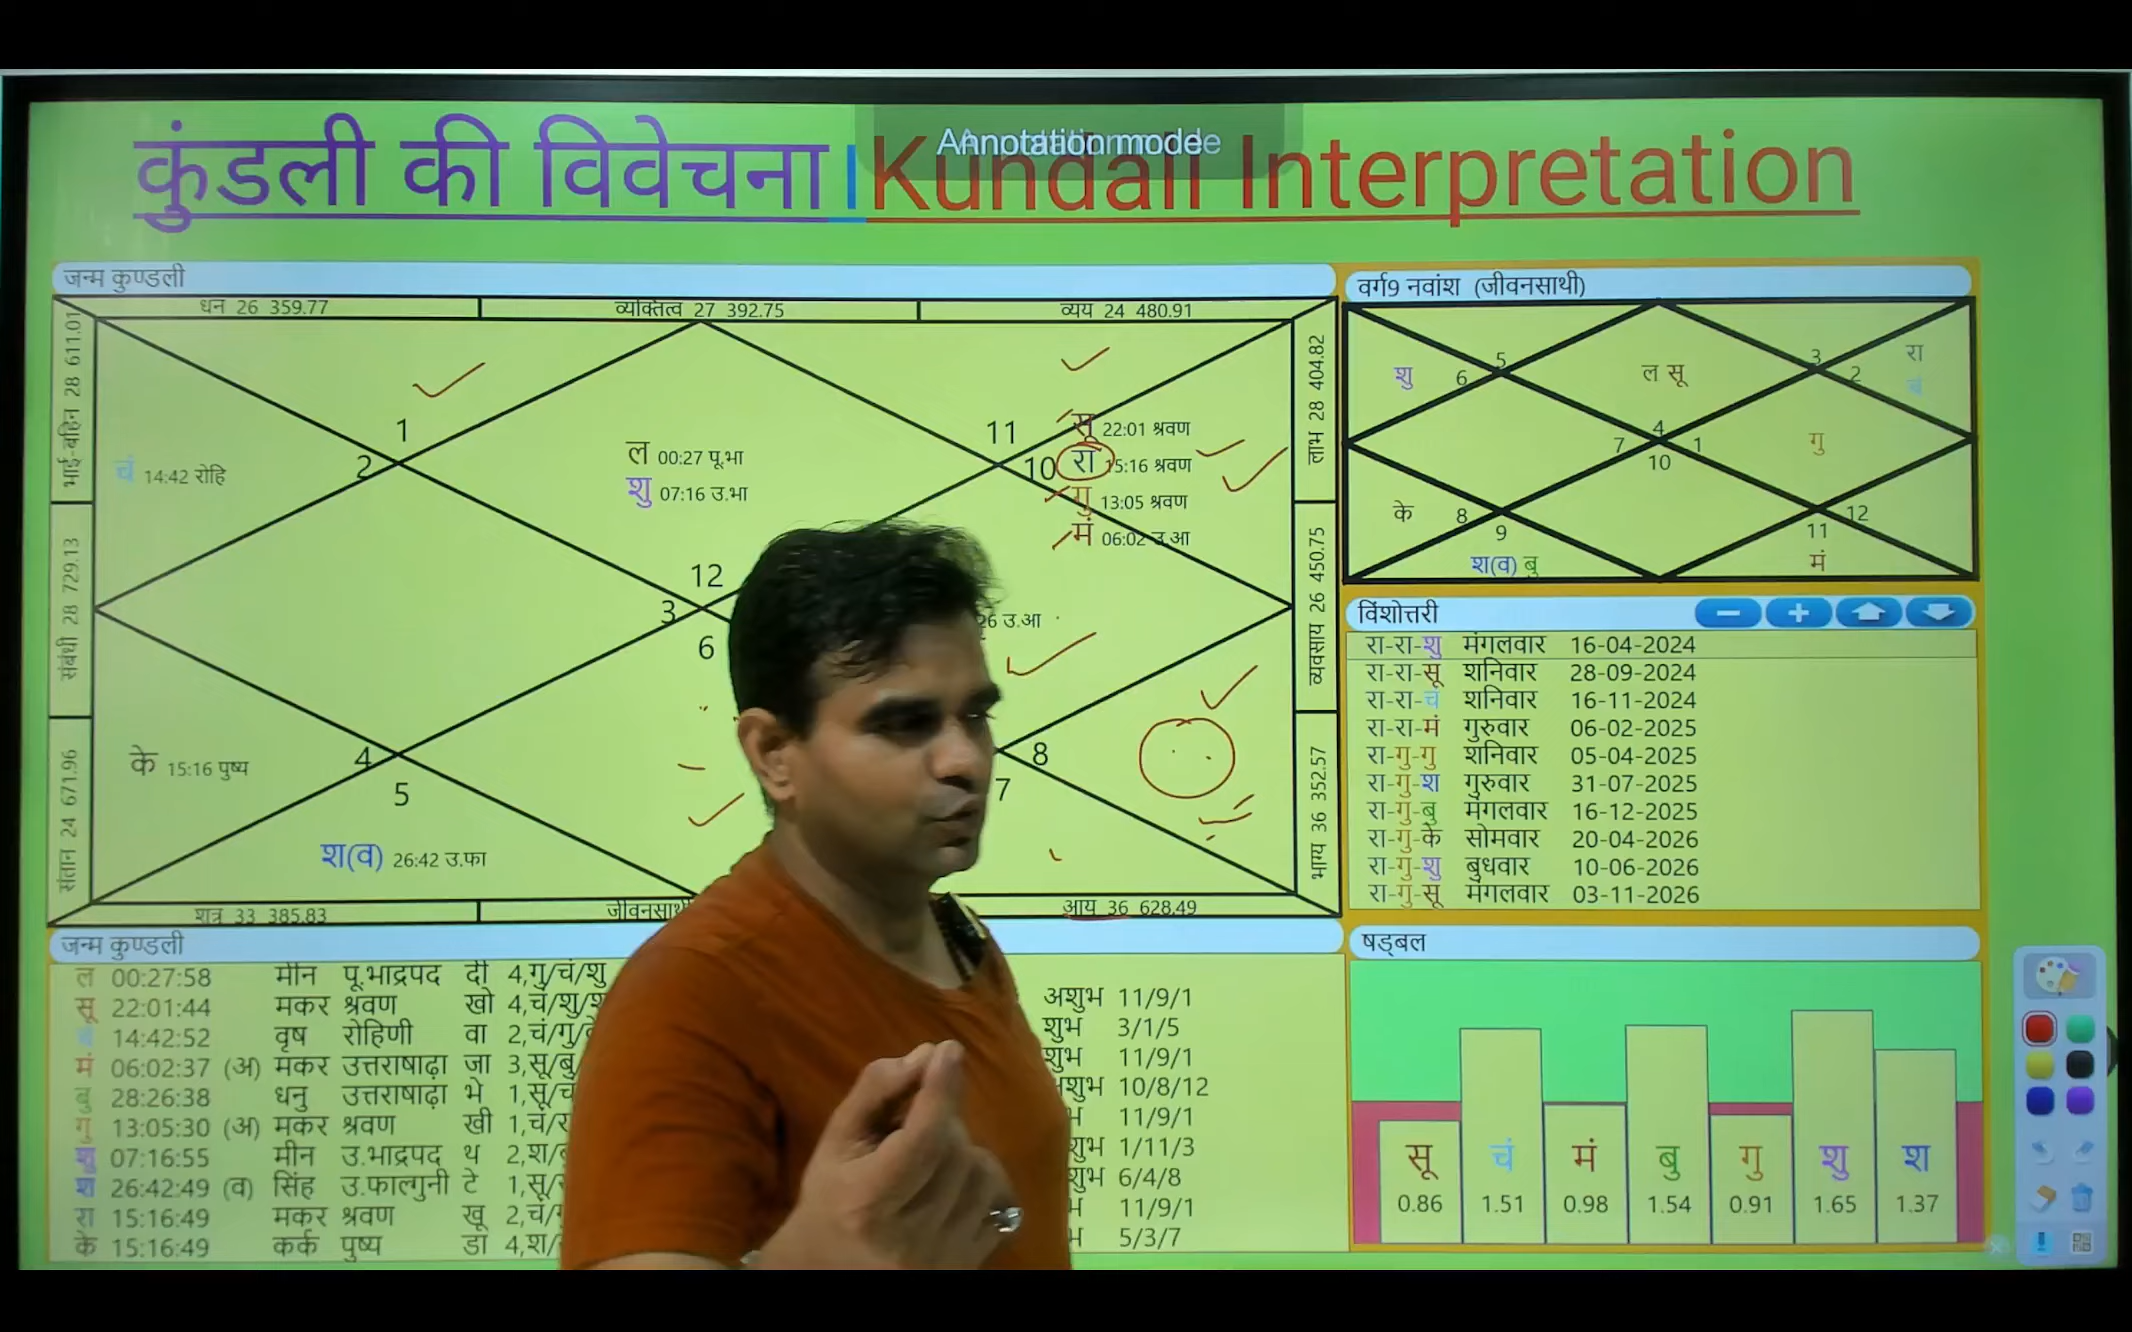 कुंडली की विवेचना।Kundali Interpretation
Annotation mode
जन्म कुण्डली
धन 26 359.77
व्यक्तित्व 27 392.75
व्यय 24 480.91
भाई-बहिन 28 611.01
संबंधी 28 729.13
संतान 24 671.96
लाभ 28 404.82
व्यवसाय 26 450.75
भाग्य 36 352.57
1
2
चं 14:42 रोहि
ल 00:27 पू.भा
शु 07:16 उ.भा
11
10
सू 22:01 श्रवण
रा 15:16 श्रवण
गु 13:05 श्रवण
मं 06:02 उ.आ
12
3
6
26 उ.आ
के 15:16 पुष्य
4
5
8
7
श(व) 26:42 उ.फा
शत्रु 33 385.83
आय 36 628.49
वर्ग9 नवांश (जीवनसाथी)
शु
5
6
ल सू
3
2
रा
चं
4
7
1
10
गु
के
8
9
12
11
श(व) बु
मं
विंशोत्तरी
रा-रा-शु मंगलवार 16-04-2024
रा-रा-सू शनिवार 28-09-2024
रा-रा-चं शनिवार 16-11-2024
रा-रा-मं गुरुवार 06-02-2025
रा-गु-गु शनिवार 05-04-2025
रा-गु-श गुरुवार 31-07-2025
रा-गु-बु मंगलवार 16-12-2025
रा-गु-के सोमवार 20-04-2026
रा-गु-शु बुधवार 10-06-2026
रा-गु-सू मंगलवार 03-11-2026
जन्म कुण्डली
ल 00:27:58 मीन पू.भाद्रपद दी 4,गु/चं/शु
सू 22:01:44 मकर श्रवण खो 4,चं/शु/ अशुभ 11/9/1
चं 14:42:52 वृष रोहिणी वा 2,चं/गु/ शुभ 3/1/5
मं 06:02:37 (अ) मकर उत्तराषाढ़ा जा 3,सू/बु/ शुभ 11/9/1
बु 28:26:38 धनु उत्तराषाढ़ा भे 1,सू/ 10/8/12
गु 13:05:30 (अ) मकर श्रवण खी 1,चं/ 11/9/1
शु 07:16:55 मीन उ.भाद्रपद थ 2,श/ 1/11/3
श 26:42:49 (व) सिंह उ.फाल्गुनी टे 1,सू/ 6/4/8
रा 15:16:49 मकर श्रवण खू 2,चं/ 11/9/1
के 15:16:49 कर्क पुष्य डा 4,श/ 5/3/7
षड्बल
सू चं मं बु गु शु श
0.86 1.51 0.98 1.54 0.91 1.65 1.37